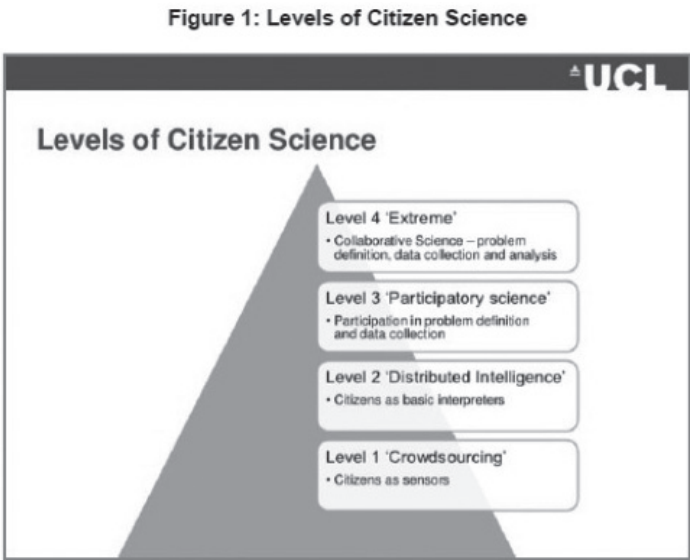 Figure 1: Levels of Citizen Science
UCL
Levels of Citizen Science
Level 4 'Extreme'
• Collaborative Science – problem
definition, data collection and analysis
Level 3 'Participatory science'
• Participation in problem definition
and data collection
Level 2 'Distributed Intelligence'
• Citizens as basic interpreters
Level 1 'Crowdsourcing'
• Citizens as sensors